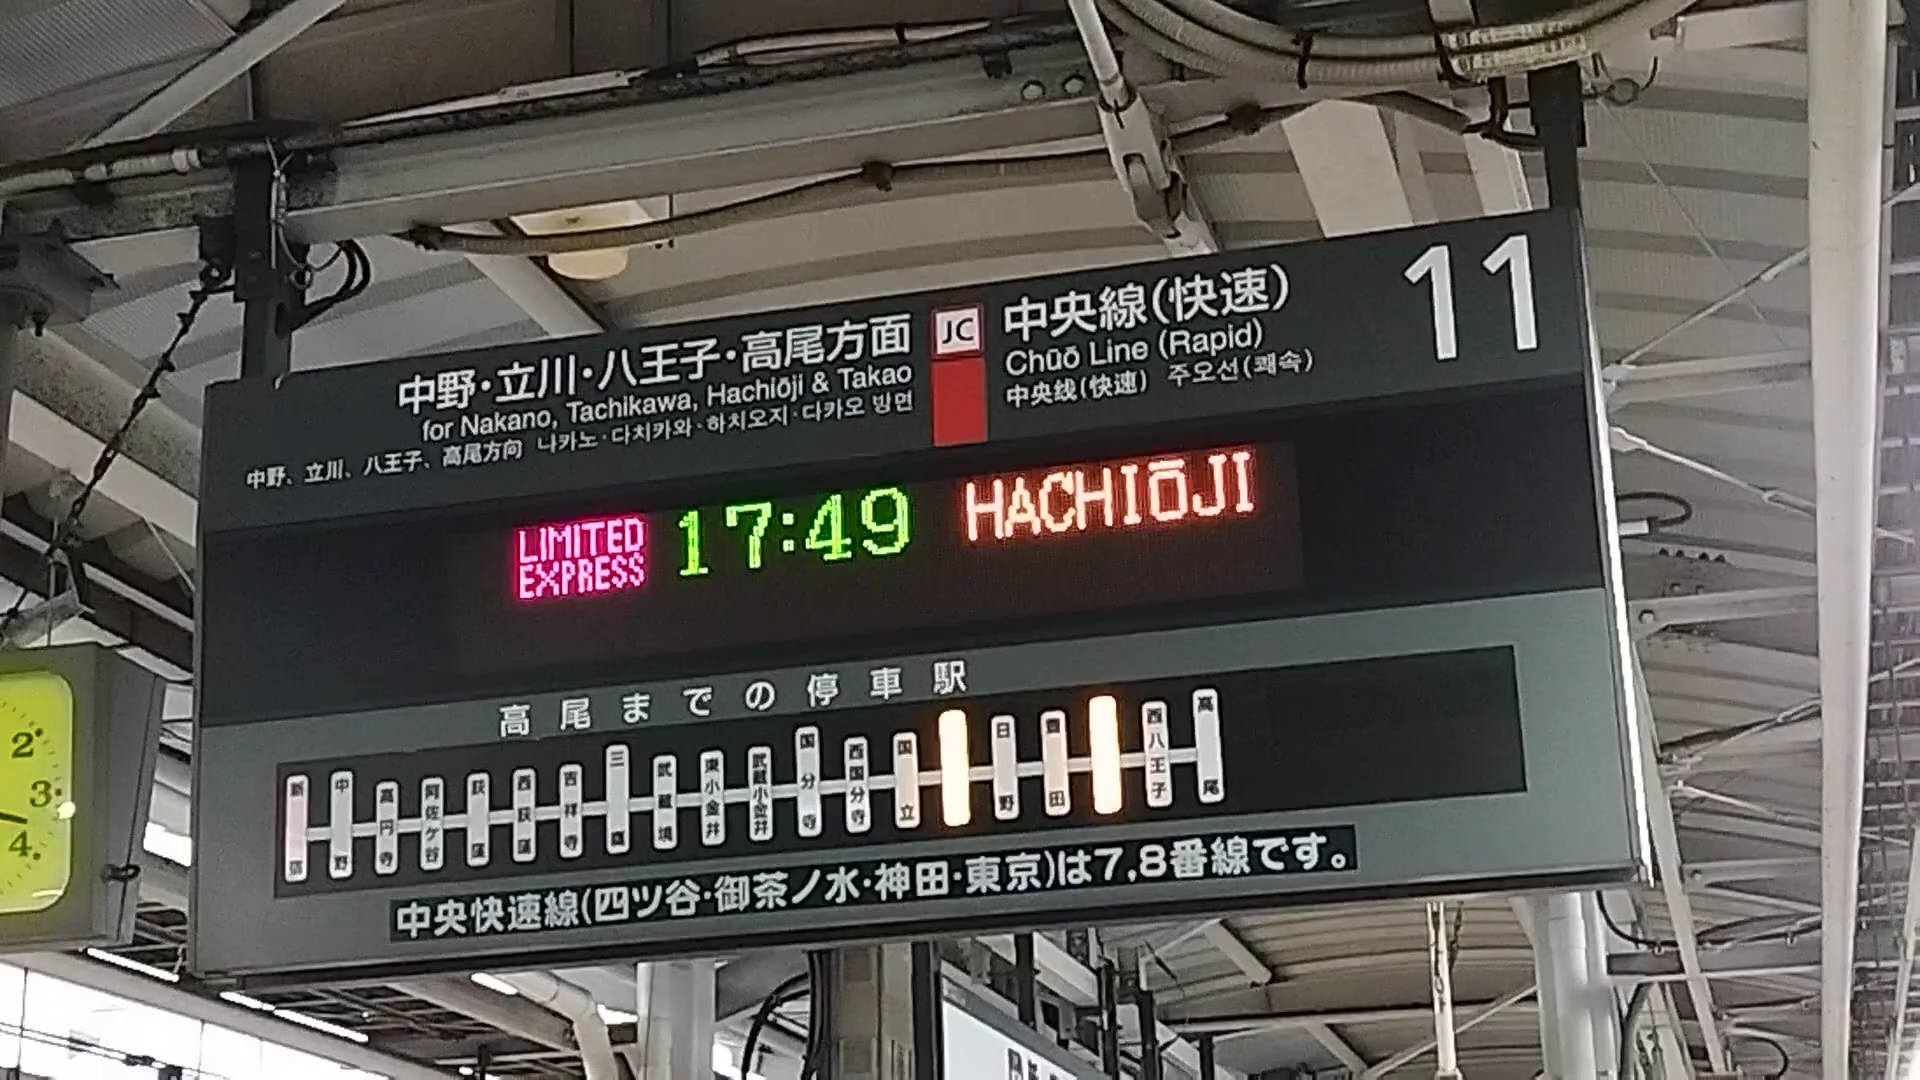 中野・立川・八王子・高尾方面
for Nakano, Tachikawa, Hachiōji & Takao
中野、立川、八王子、高尾方向 나카노·다치카와·하치오지·다카오 방면
JC
中央線(快速)
Chūō Line (Rapid)
中央线(快速) 주오선(쾌속)
11
LIMITED
EXPRESS
17:49
HACHIŌJI
高尾までの停車駅
新宿
中野
高円寺
阿佐ケ谷
荻窪
西荻窪
吉祥寺
三鷹
武蔵境
東小金井
武蔵小金井
国分寺
西国分寺
国立
日野
豊田
西八王子
高尾
中央快速線(四ツ谷・御茶ノ水・神田・東京)は7,8番線です。
2
3
4